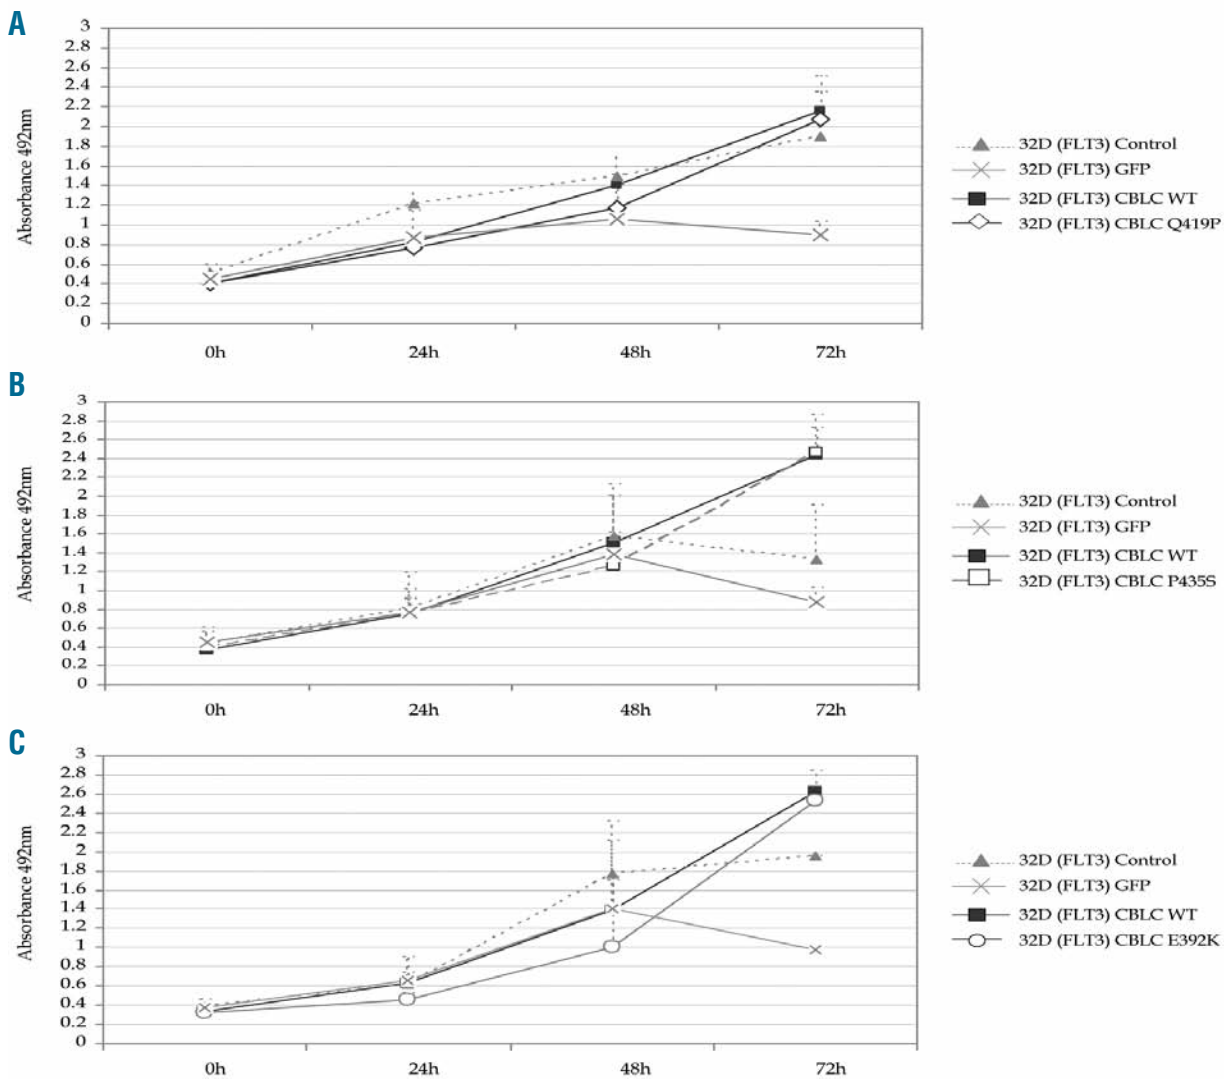 A
3
2.8
2.6
2.4
2.2
2
1.8
1.6
1.4
1.2
1
0.8
0.6
0.4
0.2
0
Absorbance 492nm
0h 24h 48h 72h
32D (FLT3) Control
32D (FLT3) GFP
32D (FLT3) CBLC WT
32D (FLT3) CBLC Q419P
B
3
2.8
2.6
2.4
2.2
2
1.8
1.6
1.4
1.2
1
0.8
0.6
0.4
0.2
0
Absorbance 492nm
0h 24h 48h 72h
32D (FLT3) Control
32D (FLT3) GFP
32D (FLT3) CBLC WT
32D (FLT3) CBLC P435S
C
3
2.8
2.6
2.4
2.2
2
1.8
1.6
1.4
1.2
1
0.8
0.6
0.4
0.2
0
Absorbance 492nm
0h 24h 48h 72h
32D (FLT3) Control
32D (FLT3) GFP
32D (FLT3) CBLC WT
32D (FLT3) CBLC E392K